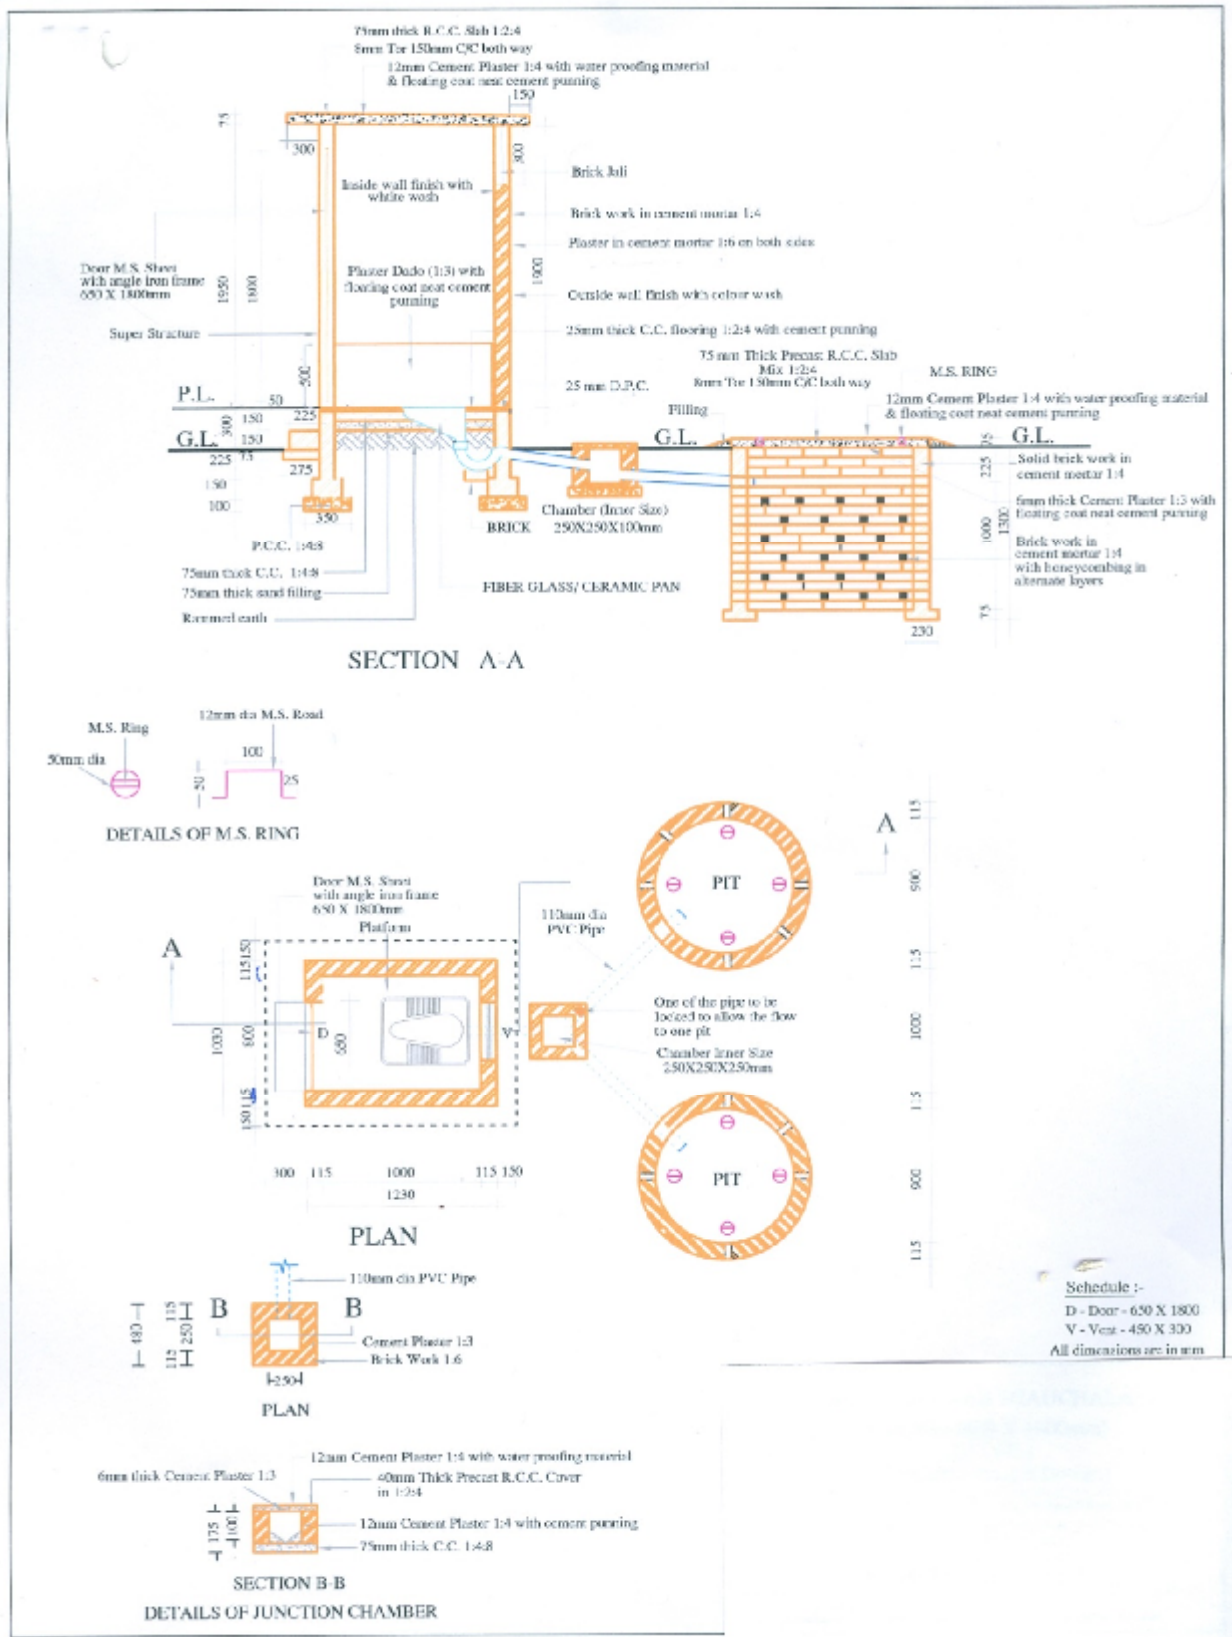 75mm thick R.C.C. Slab 1:2:4
8mm Tor 150mm C/C both way
12mm Cement Plaster 1:4 with water proofing material
& floating coat neat cement punning
150
75
300
300
Brick Jali
Inside wall finish with
white wash
Brick work in cement mortar 1:4
Plaster in cement mortar 1:6 on both sides
Door M.S. Sheet
with angle iron frame
650 X 1800mm
1950
1800
Plaster Dado (1:3) with
floating coat neat cement
punning
1900
Outside wall finish with colour wash
Super Structure
25mm thick C.C. flooring 1:2:4 with cement punning
75 mm Thick Precast R.C.C. Slab
Mix 1:2:4
8mm Tor 150mm C/C both way
M.S. RING
25 mm D.P.C.
P.L.
50
12mm Cement Plaster 1:4 with water proofing material
& floating coat neat cement punning
Filling
225
150
300
G.L.
150
G.L.
75
G.L.
225
75
275
225
Solid brick work in
cement mortar 1:4
150
100
350
6mm thick Cement Plaster 1:3 with
floating coat neat cement punning
BRICK
Chamber (Inner Size)
250X250X100mm
1000
1300
Brick work in
cement mortar 1:4
with honeycombing in
alternate layers
P.C.C. 1:4:8
75mm thick C.C. 1:4:8
75mm thick sand filling
Rammed earth
FIBER GLASS/ CERAMIC PAN
75
230
SECTION A-A
M.S. Ring
50mm dia
12mm dia M.S. Road
100
50
25
DETAILS OF M.S. RING
Door M.S. Sheet
with angle iron frame
650 X 1800mm
Platform
110mm dia
PVC Pipe
PIT
A
115
900
115
A
115 150
1030
800
D
650
V
One of the pipe to be
locked to allow the flow
to one pit
1000
Chamber Inner Size
250X250X250mm
150 115
115
PIT
900
115
300 115 1000 115 150
1230
PLAN
110mm dia PVC Pipe
B B
480
115
250
115
Cement Plaster 1:3
Brick Work 1:6
250
PLAN
Schedule :-
D - Door - 650 X 1800
V - Vent - 450 X 300
All dimensions are in mm
12mm Cement Plaster 1:4 with water proofing material
6mm thick Cement Plaster 1:3
40mm Thick Precast R.C.C. Cover
in 1:2:4
175
100
12mm Cement Plaster 1:4 with cement punning
75mm thick C.C. 1:4:8
SECTION B-B
DETAILS OF JUNCTION CHAMBER